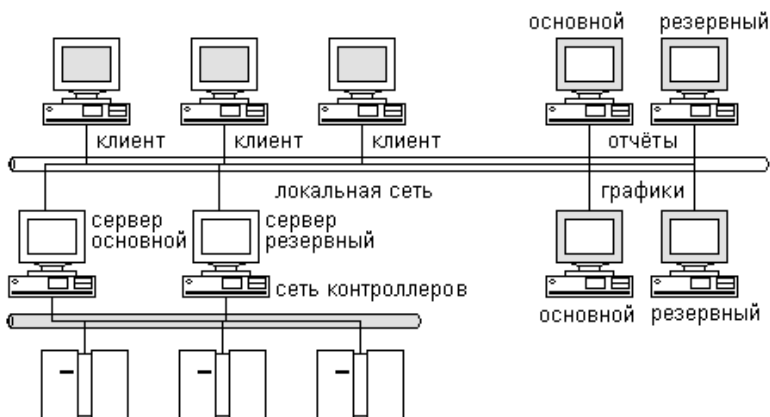 основной резервный
клиент клиент клиент отчёты
локальная сеть графики
сервер
основной
сервер
резервный
сеть контроллеров
основной резервный